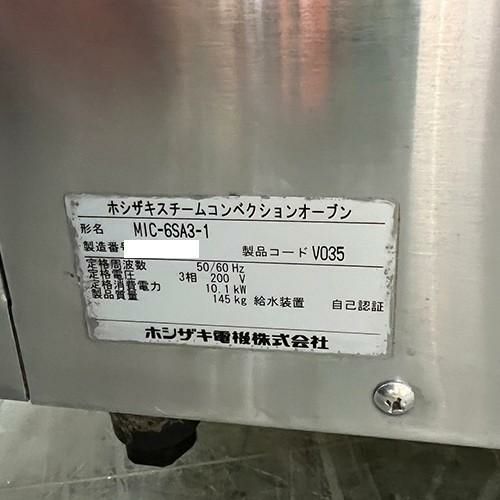 ホシザキスチームコンベクションオーブン
形名 MIC-6SA3-1
製造番号 製品コード V035
定格周波数 50/60 Hz
定格電圧 3相 200 V
定格消費電力 10.1 kW
製品質量 145 kg 給水装置 自己認証
ホシザキ電機株式会社